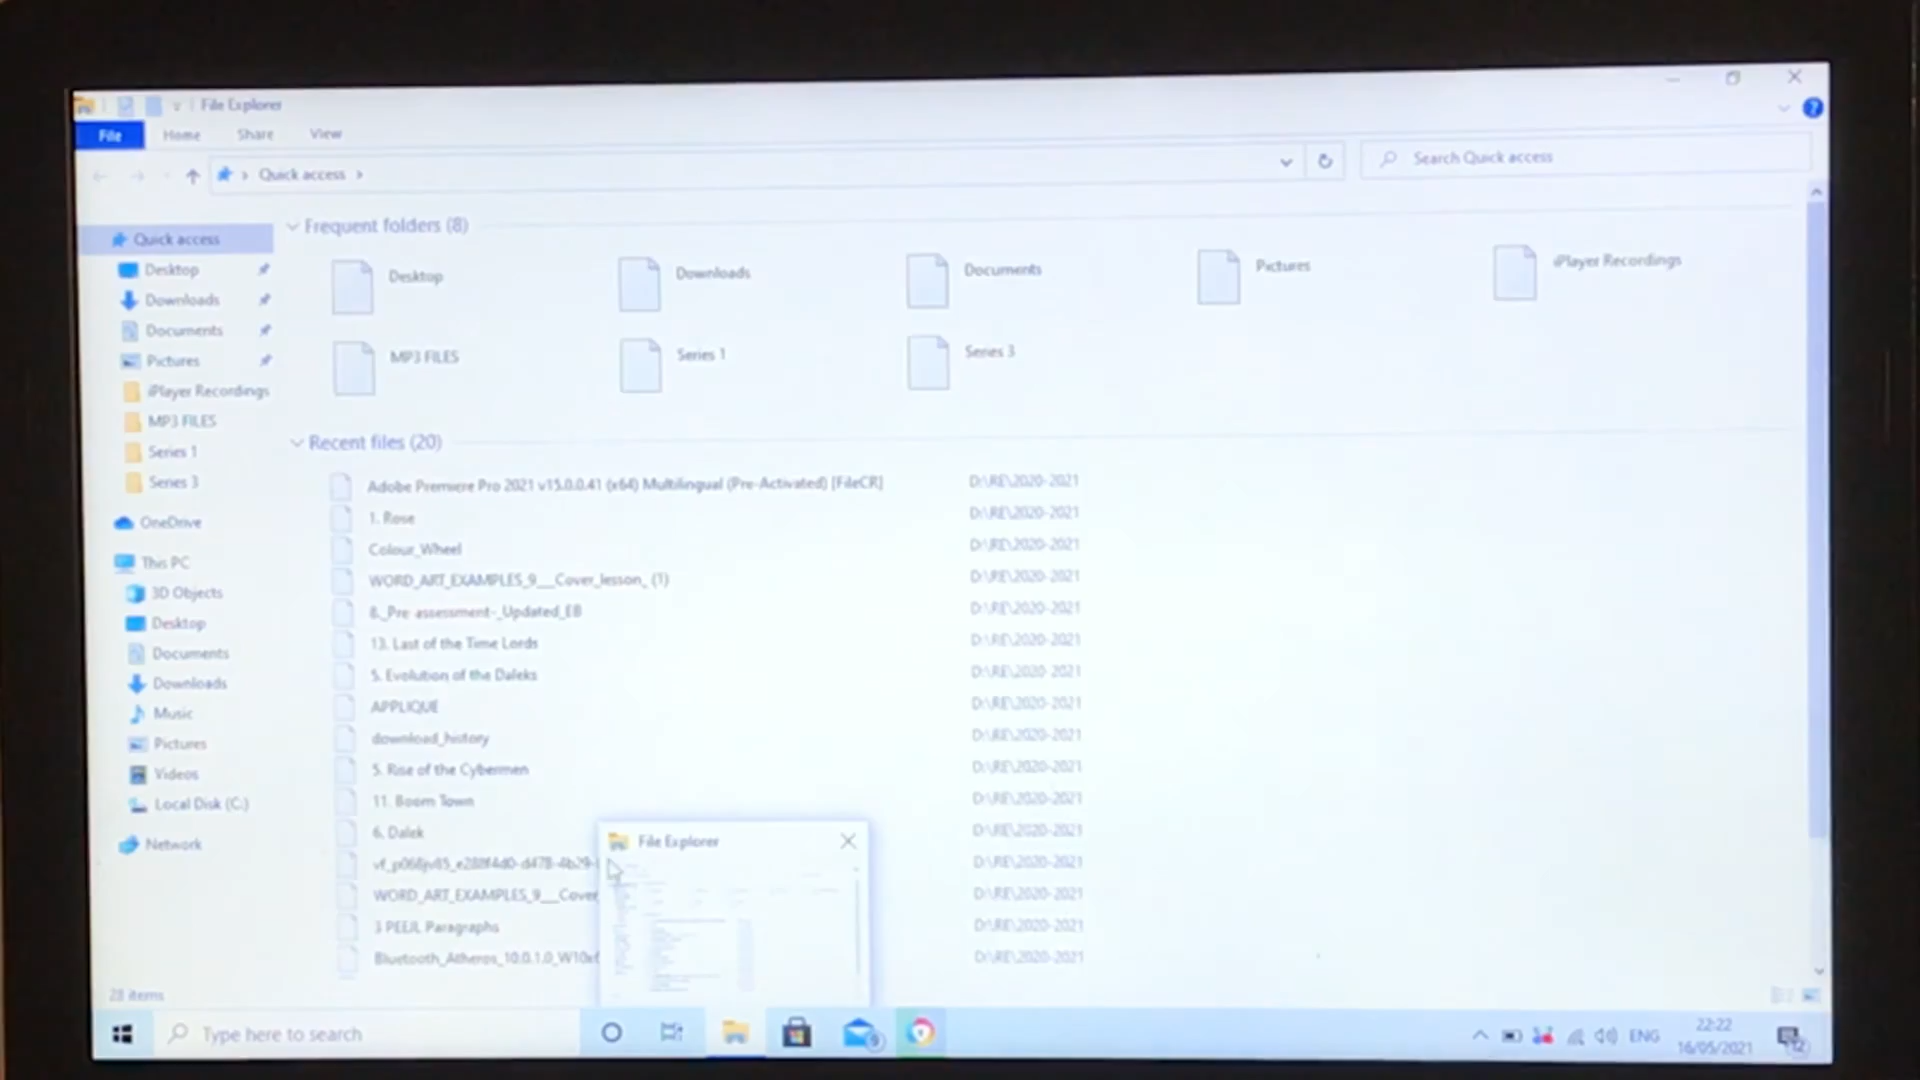 File Explorer
File Home Share View
Quick access
Search Quick access
Quick access
Desktop
Downloads
Documents
Pictures
iPlayer Recordings
MP3 FILES
Series 1
Series 3
OneDrive
This PC
3D Objects
Desktop
Documents
Downloads
Music
Pictures
Videos
Local Disk (C:)
Network
Frequent folders (8)
Desktop Downloads Documents Pictures iPlayer Recordings
MP3 FILES Series 1 Series 3
Recent files (20)
Adobe Premiere Pro 2021 v15.0.0.41 (x64) Multilingual (Pre-Activated) [FileCR] D:\RE\2020-2021
1. Rose D:\RE\2020-2021
Colour_Wheel D:\RE\2020-2021
WORD_ART_EXAMPLES_9__Cover_lesson_ (1) D:\RE\2020-2021
8._Pre-assessment-_Updated_EB D:\RE\2020-2021
13. Last of the Time Lords D:\RE\2020-2021
5. Evolution of the Daleks D:\RE\2020-2021
APPLIQUE D:\RE\2020-2021
download_history D:\RE\2020-2021
5. Rise of the Cybermen D:\RE\2020-2021
11. Boom Town D:\RE\2020-2021
6. Dalek D:\RE\2020-2021
D:\RE\2020-2021
WORD_ART_EXAMPLES_9__Cover D:\RE\2020-2021
3 PEE/L Paragraphs D:\RE\2020-2021
Bluetooth_Atheros_10.0.1.0_W10x6 D:\RE\2020-2021
File Explorer
28 items
Type here to search
9
ENG
22:22
16/05/2021
12